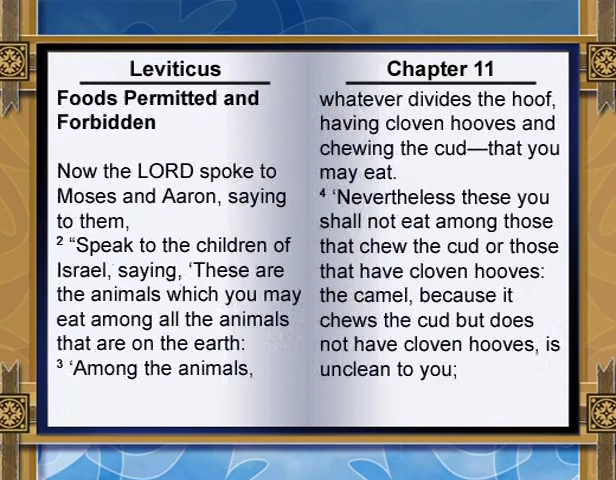 Leviticus
Foods Permitted and
Forbidden
Now the LORD spoke to
Moses and Aaron, saying
to them,
² “Speak to the children of
Israel, saying, ‘These are
the animals which you may
eat among all the animals
that are on the earth:
³ ‘Among the animals,
Chapter 11
whatever divides the hoof,
having cloven hooves and
chewing the cud—that you
may eat.
⁴ ‘Nevertheless these you
shall not eat among those
that chew the cud or those
that have cloven hooves:
the camel, because it
chews the cud but does
not have cloven hooves, is
unclean to you;